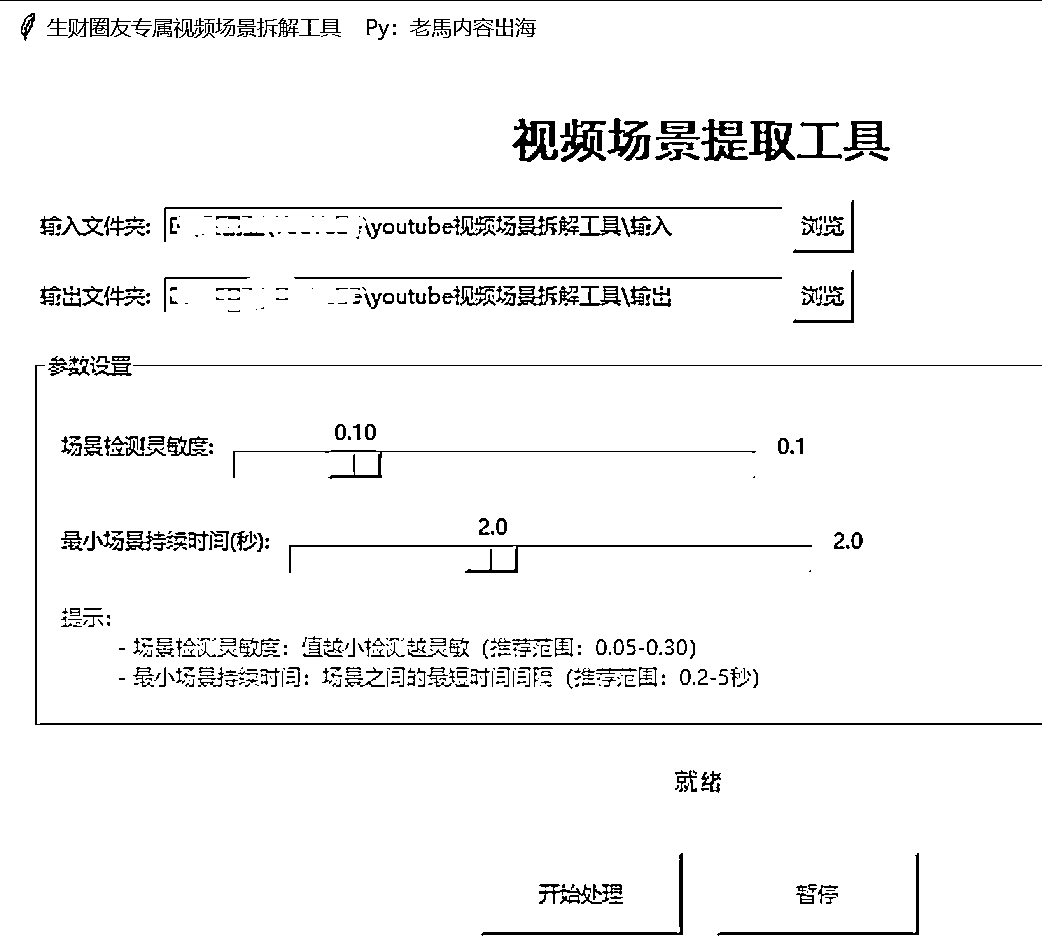 生财圈友专属视频场景拆解工具 Py：老馬内容出海
视频场景提取工具
输入文件夹: \youtube视频场景拆解工具\输入 浏览
输出文件夹: \youtube视频场景拆解工具\输出 浏览
参数设置
0.10
场景检测灵敏度: 0.1
2.0
最小场景持续时间(秒): 2.0
提示:
- 场景检测灵敏度：值越小检测越灵敏（推荐范围：0.05-0.30）
- 最小场景持续时间：场景之间的最短时间间隔（推荐范围：0.2-5秒）
就绪
开始处理 暂停